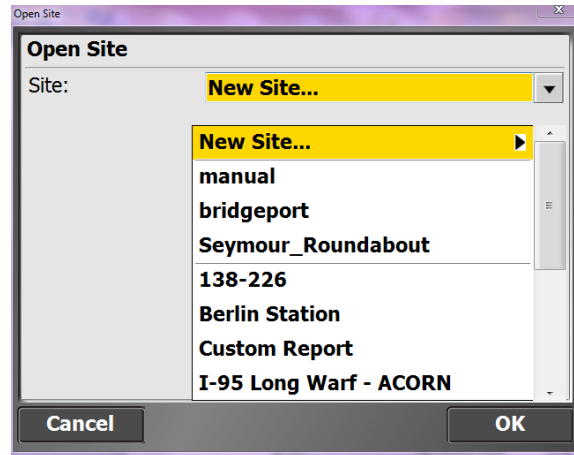 Open Site
Open Site
Site:
New Site...
New Site...
manual
bridgeport
Seymour_Roundabout
138-226
Berlin Station
Custom Report
I-95 Long Warf - ACORN
Cancel
OK